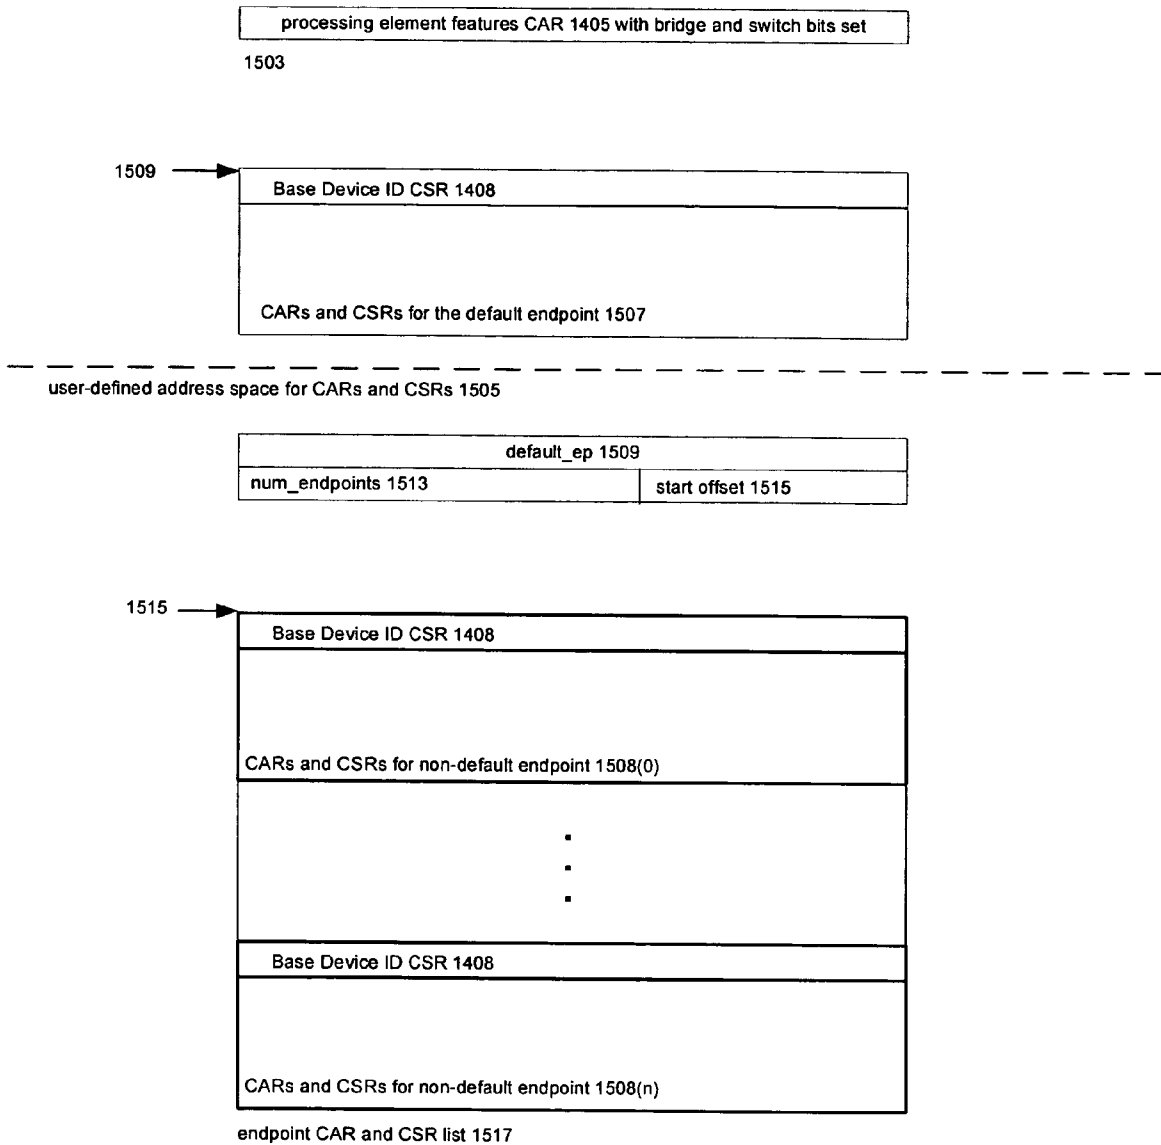 processing element features CAR 1405 with bridge and switch bits set
1503
1509
Base Device ID CSR 1408
CARs and CSRs for the default endpoint 1507
user-defined address space for CARs and CSRs 1505
default_ep 1509
num_endpoints 1513
start offset 1515
1515
Base Device ID CSR 1408
CARs and CSRs for non-default endpoint 1508(0)
Base Device ID CSR 1408
CARs and CSRs for non-default endpoint 1508(n)
endpoint CAR and CSR list 1517